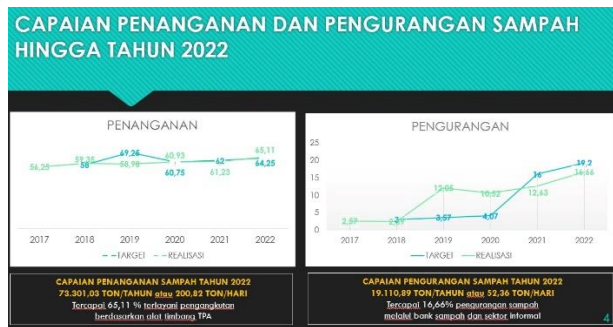 CAPAIAN PENANGANAN DAN PENGURANGAN SAMPAH
HINGGA TAHUN 2022
PENANGANAN
56,25
59,35
58
69,25
58,98
60,93
60,75
62
61,23
65,11
64,25
2017 2018 2019 2020 2021 2022
TARGET REALISASI
CAPAIAN PENANGANAN SAMPAH TAHUN 2022
73.301,03 TON/TAHUN atau 200,82 TON/HARI
Tercapai 65,11 % terlayani pengangkutan
berdasarkan alat timbang TPA
PENGURANGAN
25
20
15
10
5
0
2,57
3
12,05
3,57
10,52
4,07
16
12,63
19,2
16,66
2017 2018 2019 2020 2021 2022
TARGET REALISASI
CAPAIAN PENGURANGAN SAMPAH TAHUN 2022
19.110,89 TON/TAHUN atau 52,36 TON/HARI
Tercapai 16,66% pengurangan sampah
melalui bank sampah dan sektor Informal
4